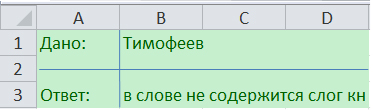 A B C D
1 Дано: Тимофеев
2
3 Ответ: в слове не содержится слог кн